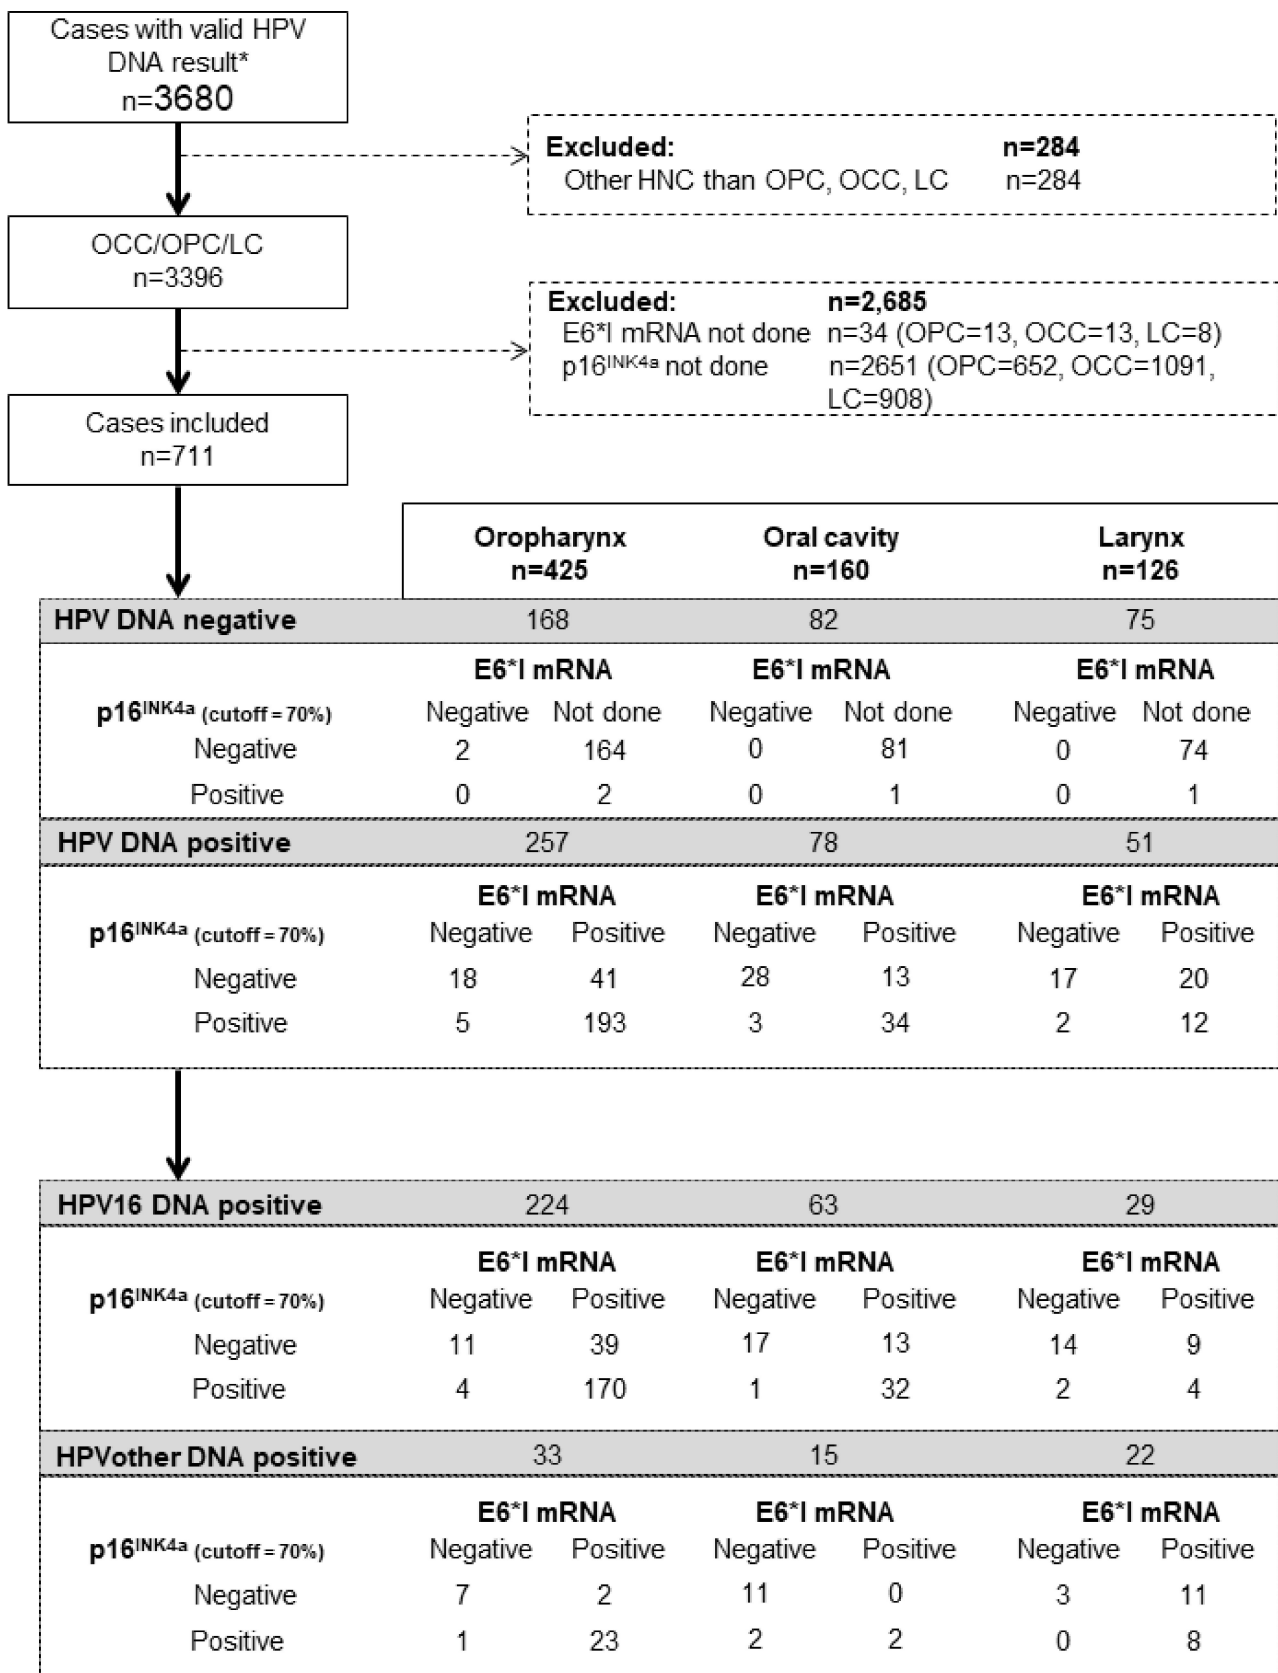 Cases with valid HPV
DNA result*
n=3680
Excluded: n=284
Other HNC than OPC, OCC, LC n=284
OCC/OPC/LC
n=3396
Excluded: n=2,685
E6*I mRNA not done n=34 (OPC=13, OCC=13, LC=8)
p16INK4a not done n=2651 (OPC=652, OCC=1091,
LC=908)
Cases included
n=711
Oropharynx Oral cavity Larynx
n=425 n=160 n=126
HPV DNA negative 168 82 75
E6*I mRNA E6*I mRNA E6*I mRNA
p16INK4a (cutoff = 70%) Negative Not done Negative Not done Negative Not done
Negative 2 164 0 81 0 74
Positive 0 2 0 1 0 1
HPV DNA positive 257 78 51
E6*I mRNA E6*I mRNA E6*I mRNA
p16INK4a (cutoff = 70%) Negative Positive Negative Positive Negative Positive
Negative 18 41 28 13 17 20
Positive 5 193 3 34 2 12
HPV16 DNA positive 224 63 29
E6*I mRNA E6*I mRNA E6*I mRNA
p16INK4a (cutoff = 70%) Negative Positive Negative Positive Negative Positive
Negative 11 39 17 13 14 9
Positive 4 170 1 32 2 4
HPVother DNA positive 33 15 22
E6*I mRNA E6*I mRNA E6*I mRNA
p16INK4a (cutoff = 70%) Negative Positive Negative Positive Negative Positive
Negative 7 2 11 0 3 11
Positive 1 23 2 2 0 8